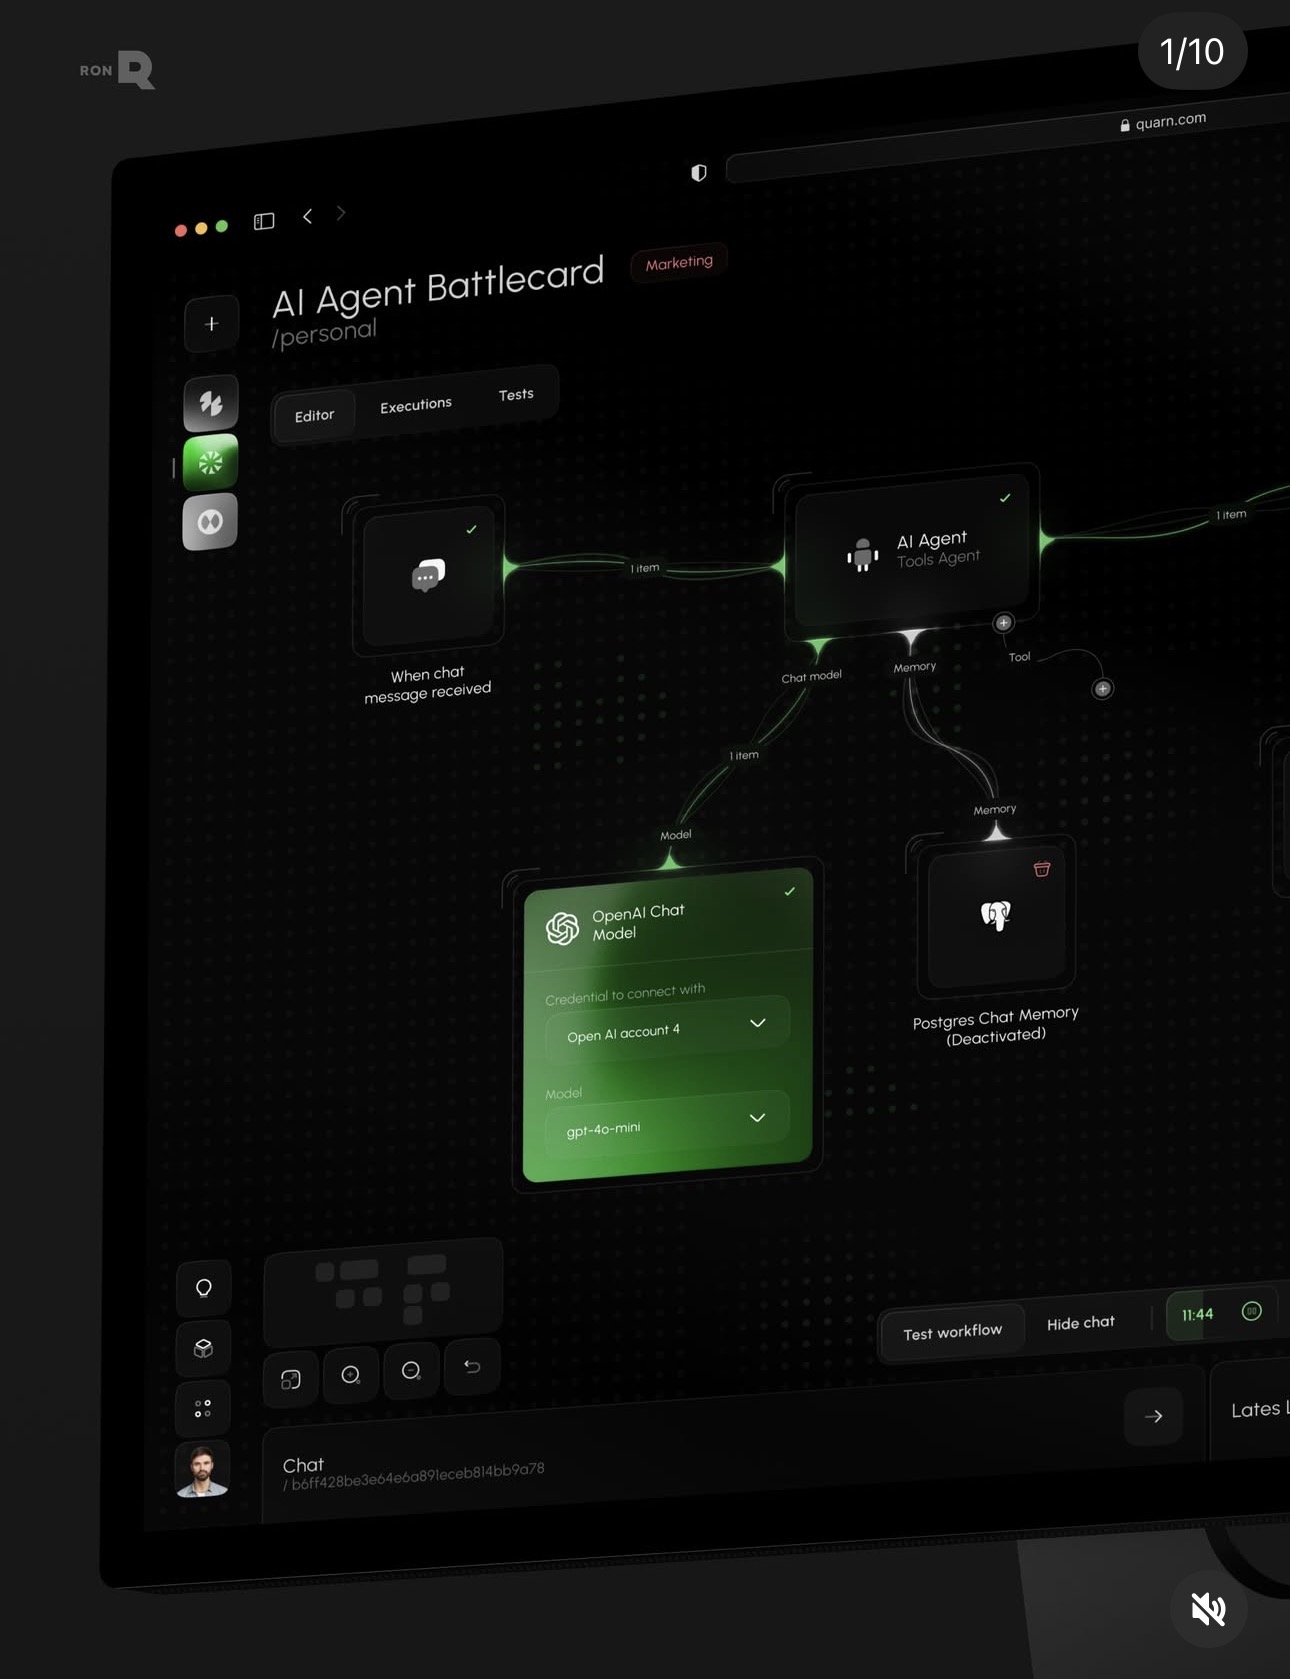 RON
1/10
quarn.com
AI Agent Battlecard
Marketing
/personal
Editor
Executions
Tests
AI Agent
Tools Agent
1 item
1 item
When chat
message received
Chat model
Memory
Tool
1 item
Model
Memory
OpenAI Chat
Model
Credential to connect with
Open AI account 4
Model
gpt-4o-mini
Postgres Chat Memory
(Deactivated)
Test workflow
Hide chat
11:44
Chat
/ b6ff428be3e64e6a891eceb814bb9a78
Lates